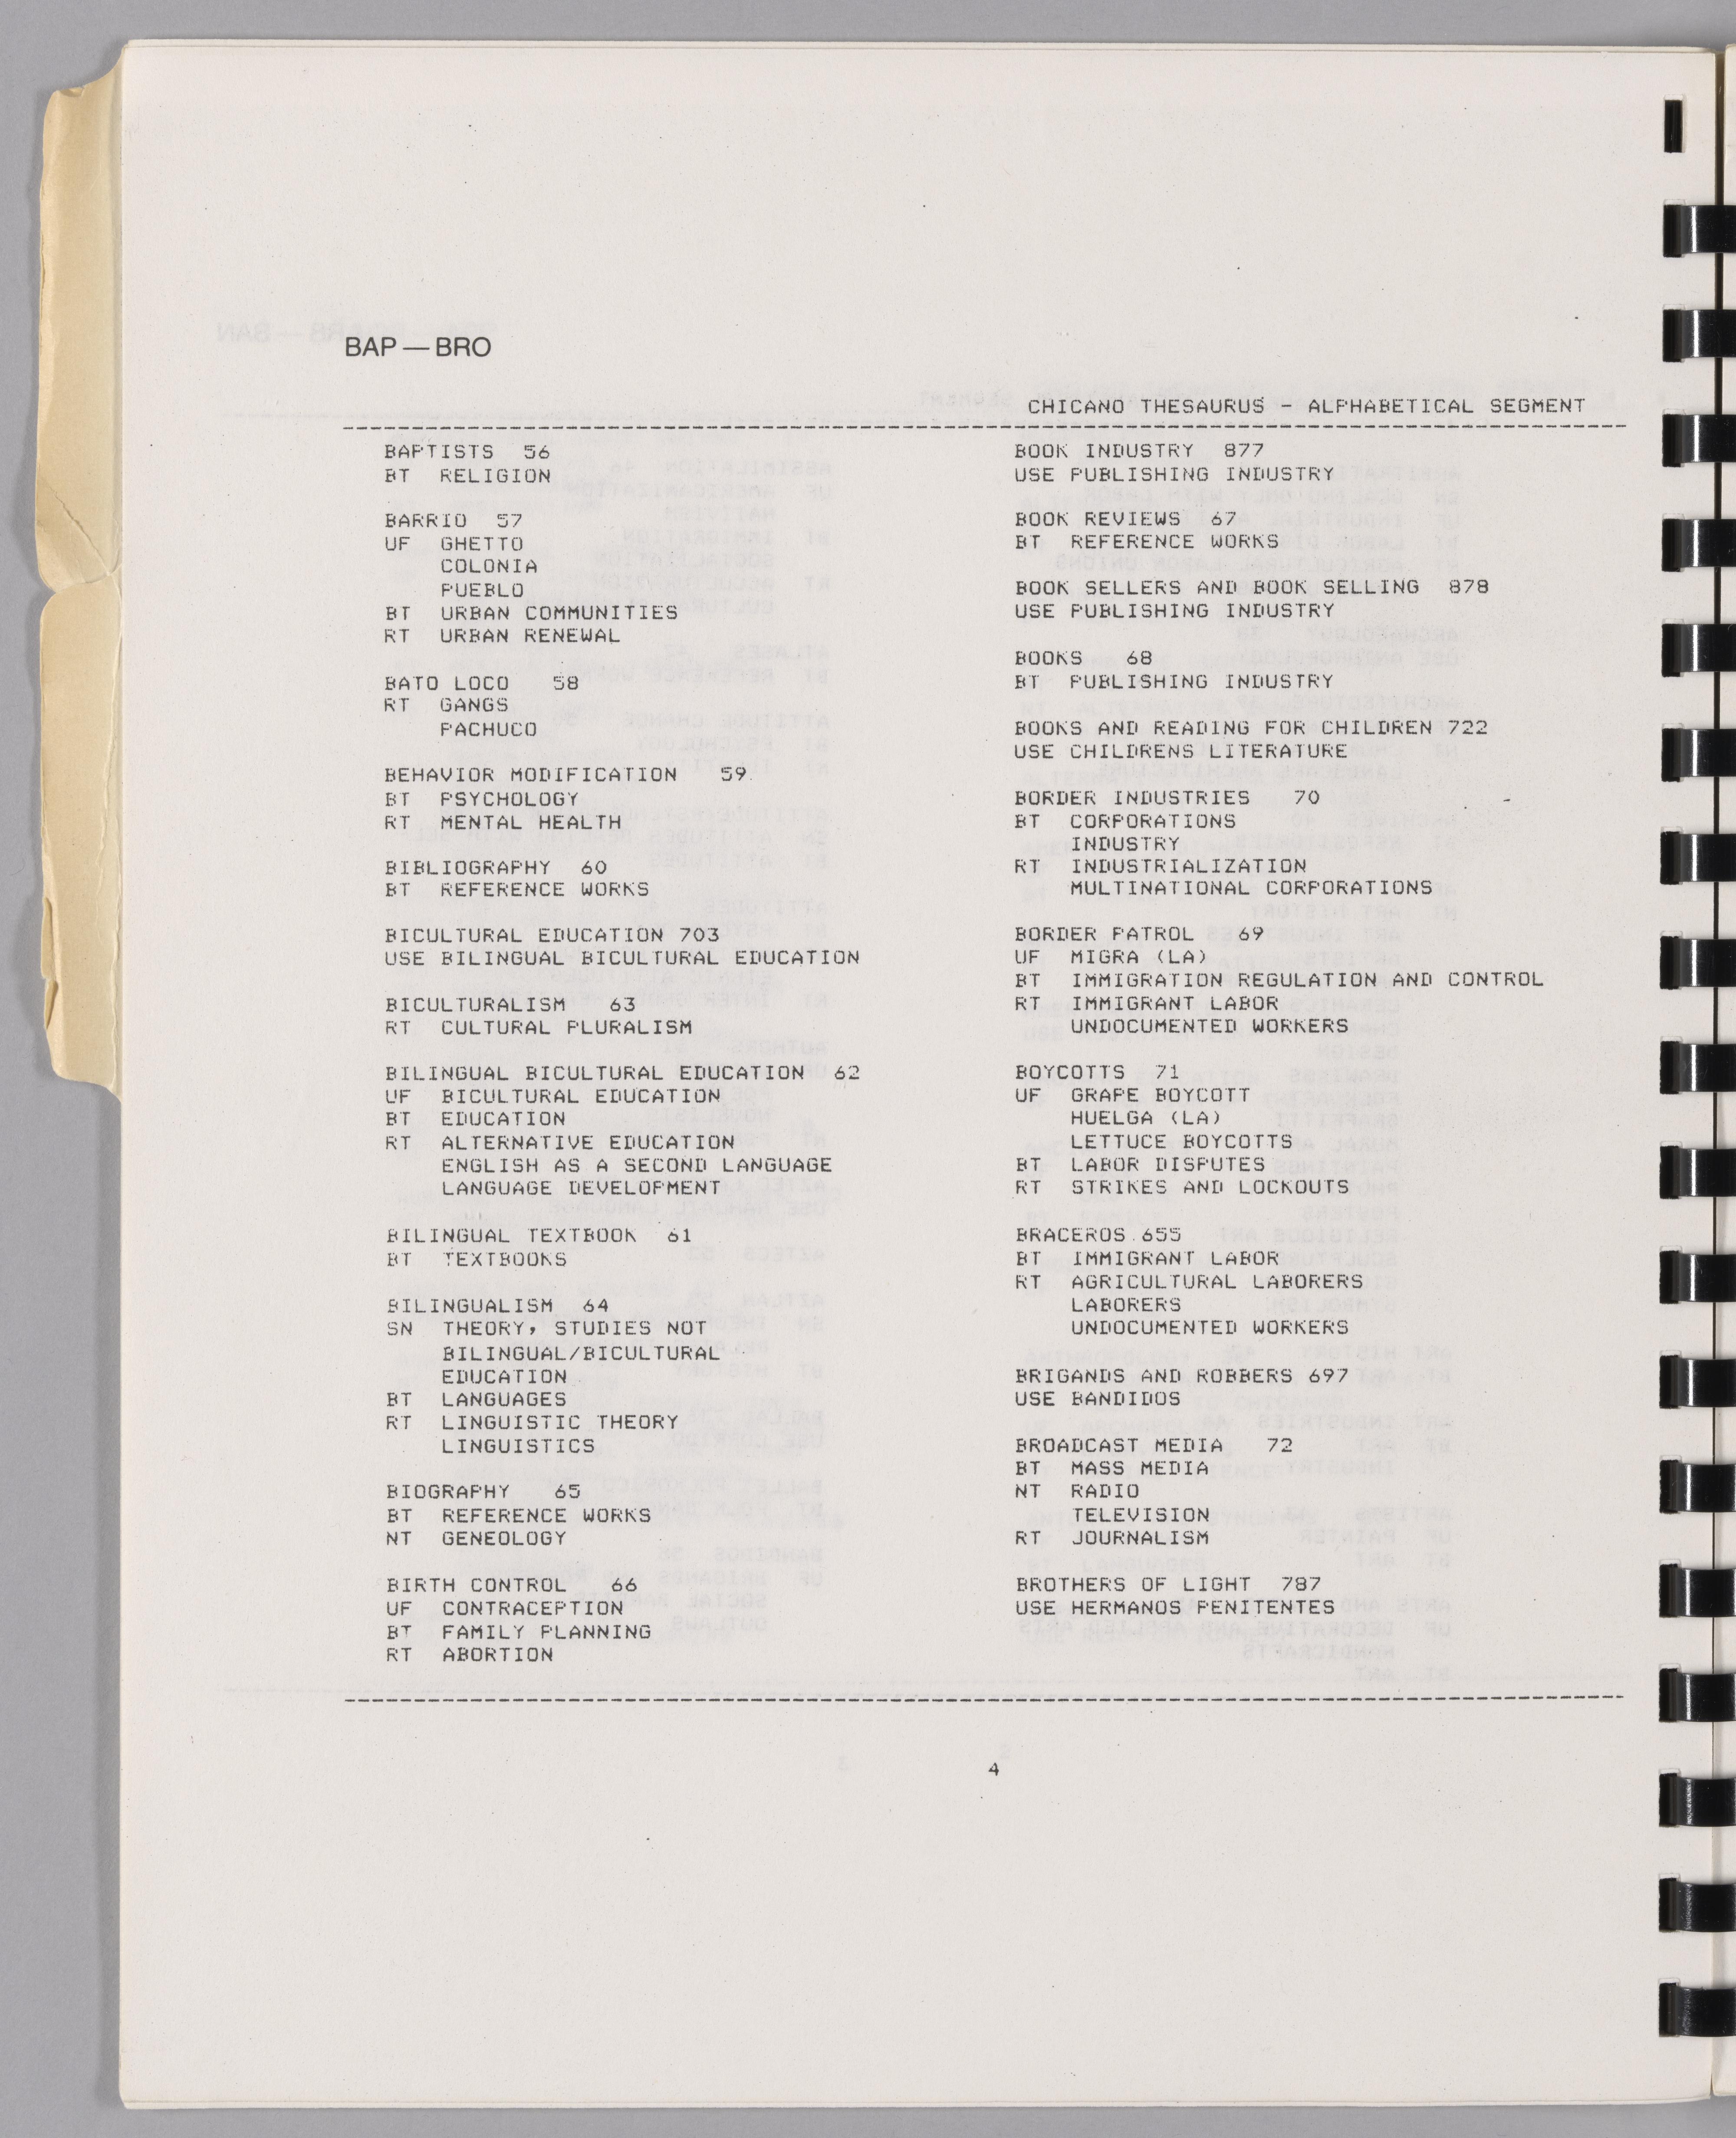 BAP — BRO
CHICANO THESAURUS - ALPHABETICAL SEGMENT
BAPTISTS 56
BT RELIGION
BARRIO 57
UF GHETTO
COLONIA
PUEBLO
BT URBAN COMMUNITIES
RT URBAN RENEWAL
BATO LOCO 58
RT GANGS
PACHUCO
BEHAVIOR MODIFICATION 59
BT PSYCHOLOGY
RT MENTAL HEALTH
BIBLIOGRAPHY 60
BT REFERENCE WORKS
BICULTURAL EDUCATION 703
USE BILINGUAL BICULTURAL EDUCATION
BICULTURALISM 63
RT CULTURAL PLURALISM
BILINGUAL BICULTURAL EDUCATION 62
UF BICULTURAL EDUCATION
BT EDUCATION
RT ALTERNATIVE EDUCATION
ENGLISH AS A SECOND LANGUAGE
LANGUAGE DEVELOPMENT
BILINGUAL TEXTBOOK 61
BT TEXTBOOKS
BILINGUALISM 64
SN THEORY, STUDIES NOT
BILINGUAL/BICULTURAL
EDUCATION
BT LANGUAGES
RT LINGUISTIC THEORY
LINGUISTICS
BIOGRAPHY 65
BT REFERENCE WORKS
NT GENEOLOGY
BIRTH CONTROL 66
UF CONTRACEPTION
BT FAMILY PLANNING
RT ABORTION
BOOK INDUSTRY 877
USE PUBLISHING INDUSTRY
BOOK REVIEWS 67
BT REFERENCE WORKS
BOOK SELLERS AND BOOK SELLING 878
USE PUBLISHING INDUSTRY
BOOKS 68
BT PUBLISHING INDUSTRY
BOOKS AND READING FOR CHILDREN 722
USE CHILDRENS LITERATURE
BORDER INDUSTRIES 70
BT CORPORATIONS
INDUSTRY
RT INDUSTRIALIZATION
MULTINATIONAL CORPORATIONS
BORDER PATROL 69
UF MIGRA (LA)
BT IMMIGRATION REGULATION AND CONTROL
RT IMMIGRANT LABOR
UNDOCUMENTED WORKERS
BOYCOTTS 71
UF GRAPE BOYCOTT
HUELGA (LA)
LETTUCE BOYCOTTS
BT LABOR DISPUTES
RT STRIKES AND LOCKOUTS
BRACEROS 655
BT IMMIGRANT LABOR
RT AGRICULTURAL LABORERS
LABORERS
UNDOCUMENTED WORKERS
BRIGANDS AND ROBBERS 697
USE BANDIDOS
BROADCAST MEDIA 72
BT MASS MEDIA
NT RADIO
TELEVISION
RT JOURNALISM
BROTHERS OF LIGHT 787
USE HERMANOS PENITENTES
4